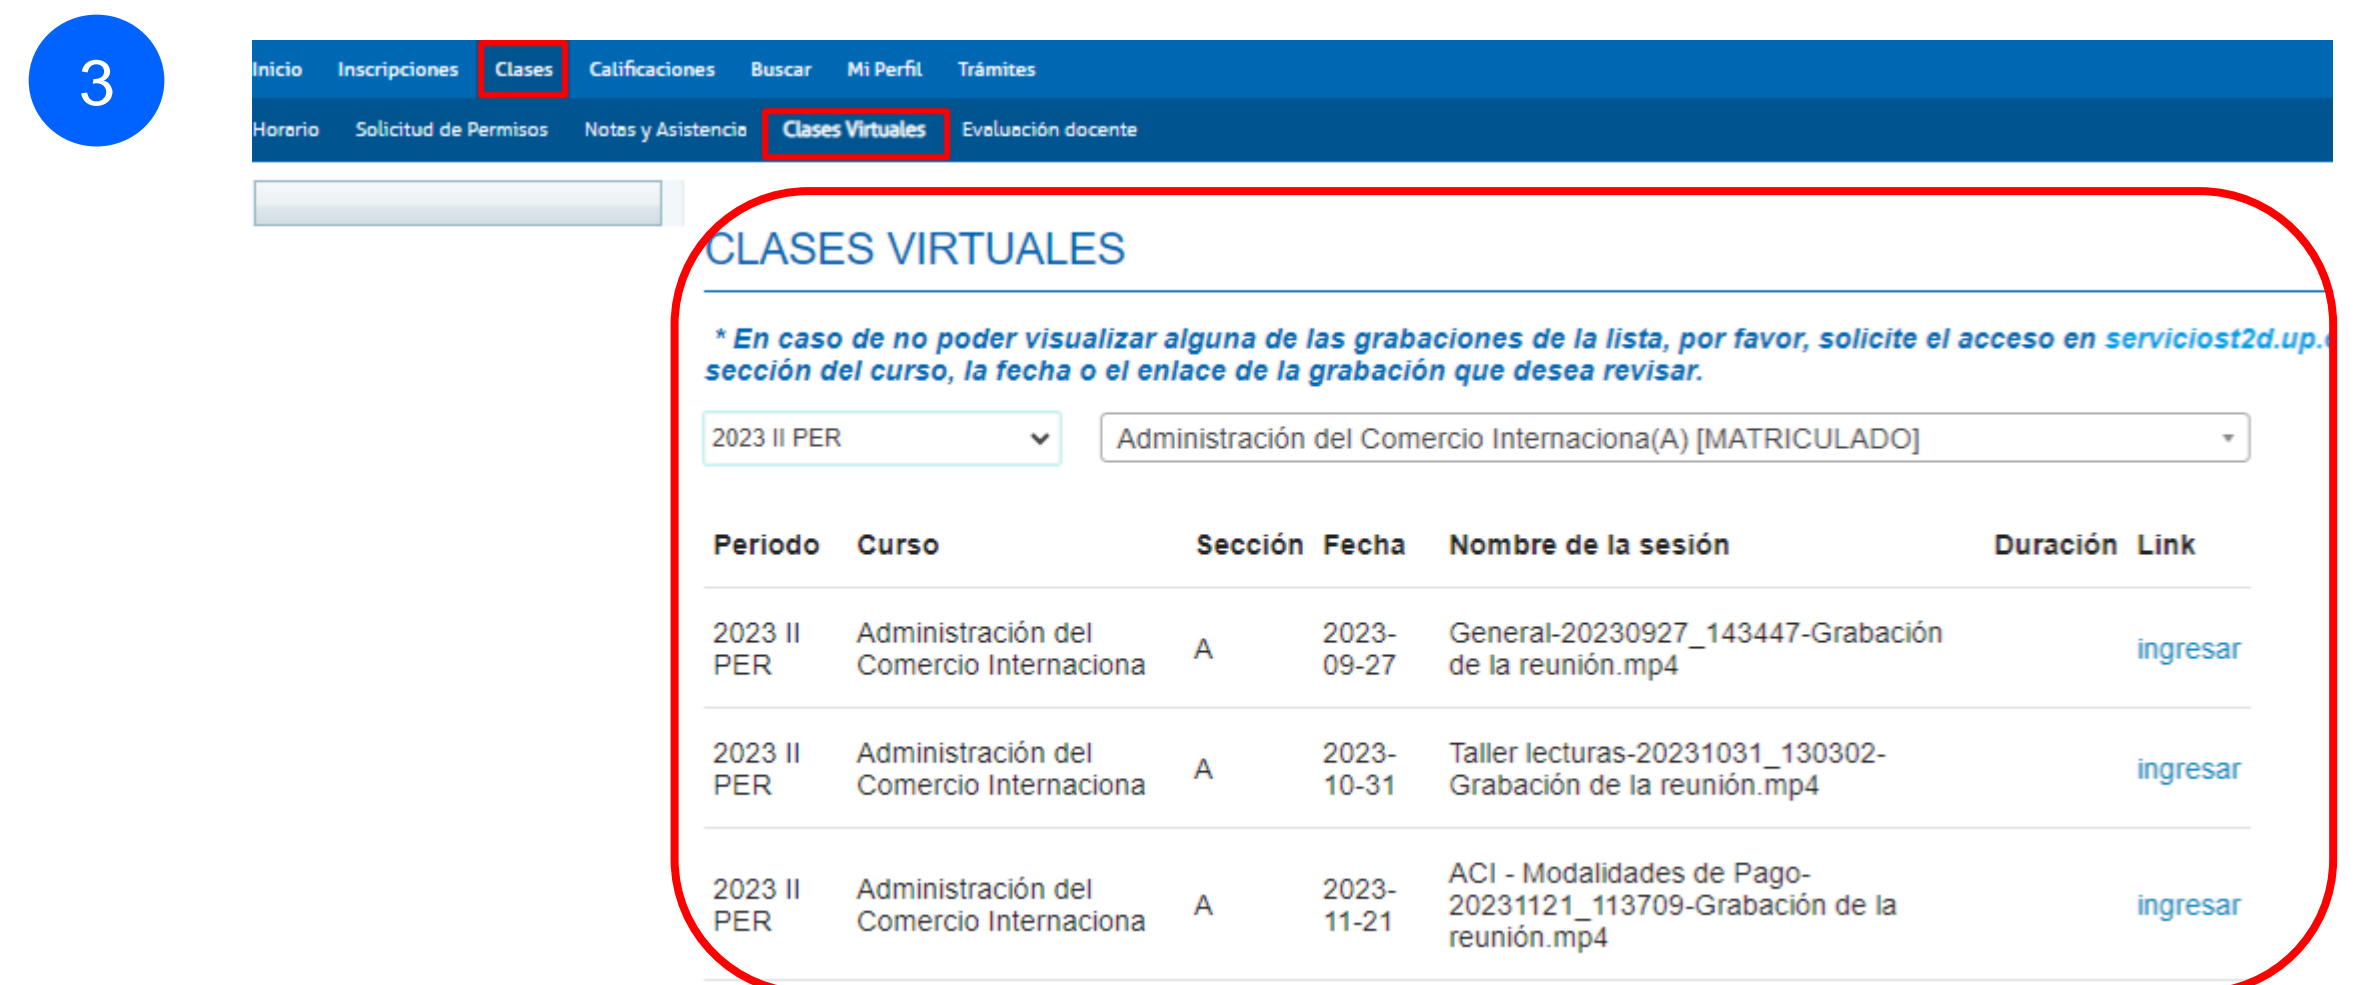 3
Inicio Inscripciones Clases Calificaciones Buscar Mi Perfil Trámites
Horario Solicitud de Permisos Notas y Asistencia Clases Virtuales Evaluación docente
CLASES VIRTUALES
* En caso de no poder visualizar alguna de las grabaciones de la lista, por favor, solicite el acceso en serviciost2d.up.
sección del curso, la fecha o el enlace de la grabación que desea revisar.
2023 II PER Administración del Comercio Internaciona(A) [MATRICULADO]
Periodo Curso Sección Fecha Nombre de la sesión Duración Link
2023 II Administración del 2023- General-20230927_143447-Grabación
PER Comercio Internaciona A 09-27 de la reunión.mp4 ingresar
2023 II Administración del 2023- Taller lecturas-20231031_130302-
PER Comercio Internaciona A 10-31 Grabación de la reunión.mp4 ingresar
ACI - Modalidades de Pago-
2023 II Administración del 2023- 20231121_113709-Grabación de la
PER Comercio Internaciona A 11-21 reunión.mp4 ingresar